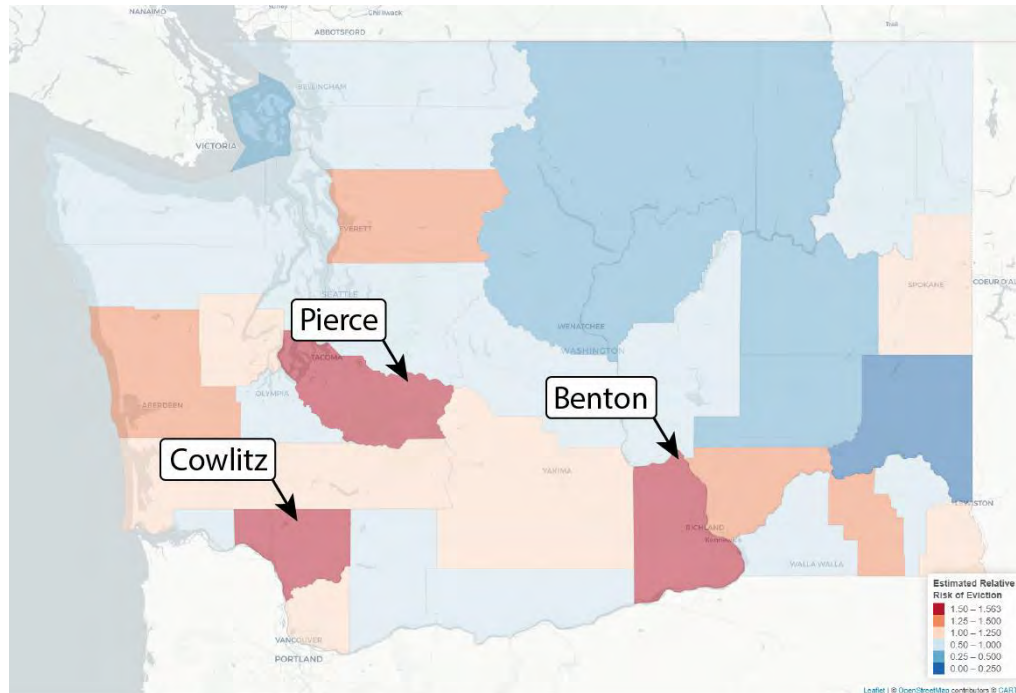 NANAIMO
Chilliwack
ABBOTSFORD
Trail
BELLINGHAM
VICTORIA
EVERETT
SPOKANE
COEUR D'AL
SEATTLE
Pierce
WENATCHEE
WASHINGTON
TACOMA
OLYMPIA
Benton
ABERDEEN
Cowlitz
YAKIMA
LEWISTON
RICHLAND
Kennewick
WALLA WALLA
VANCOUVER
PORTLAND
Estimated Relative
Risk of Eviction
1.50 – 1.563
1.25 – 1.500
1.00 – 1.250
0.50 – 1.000
0.25 – 0.500
0.00 – 0.250
Leaflet | © OpenStreetMap contributors © CART